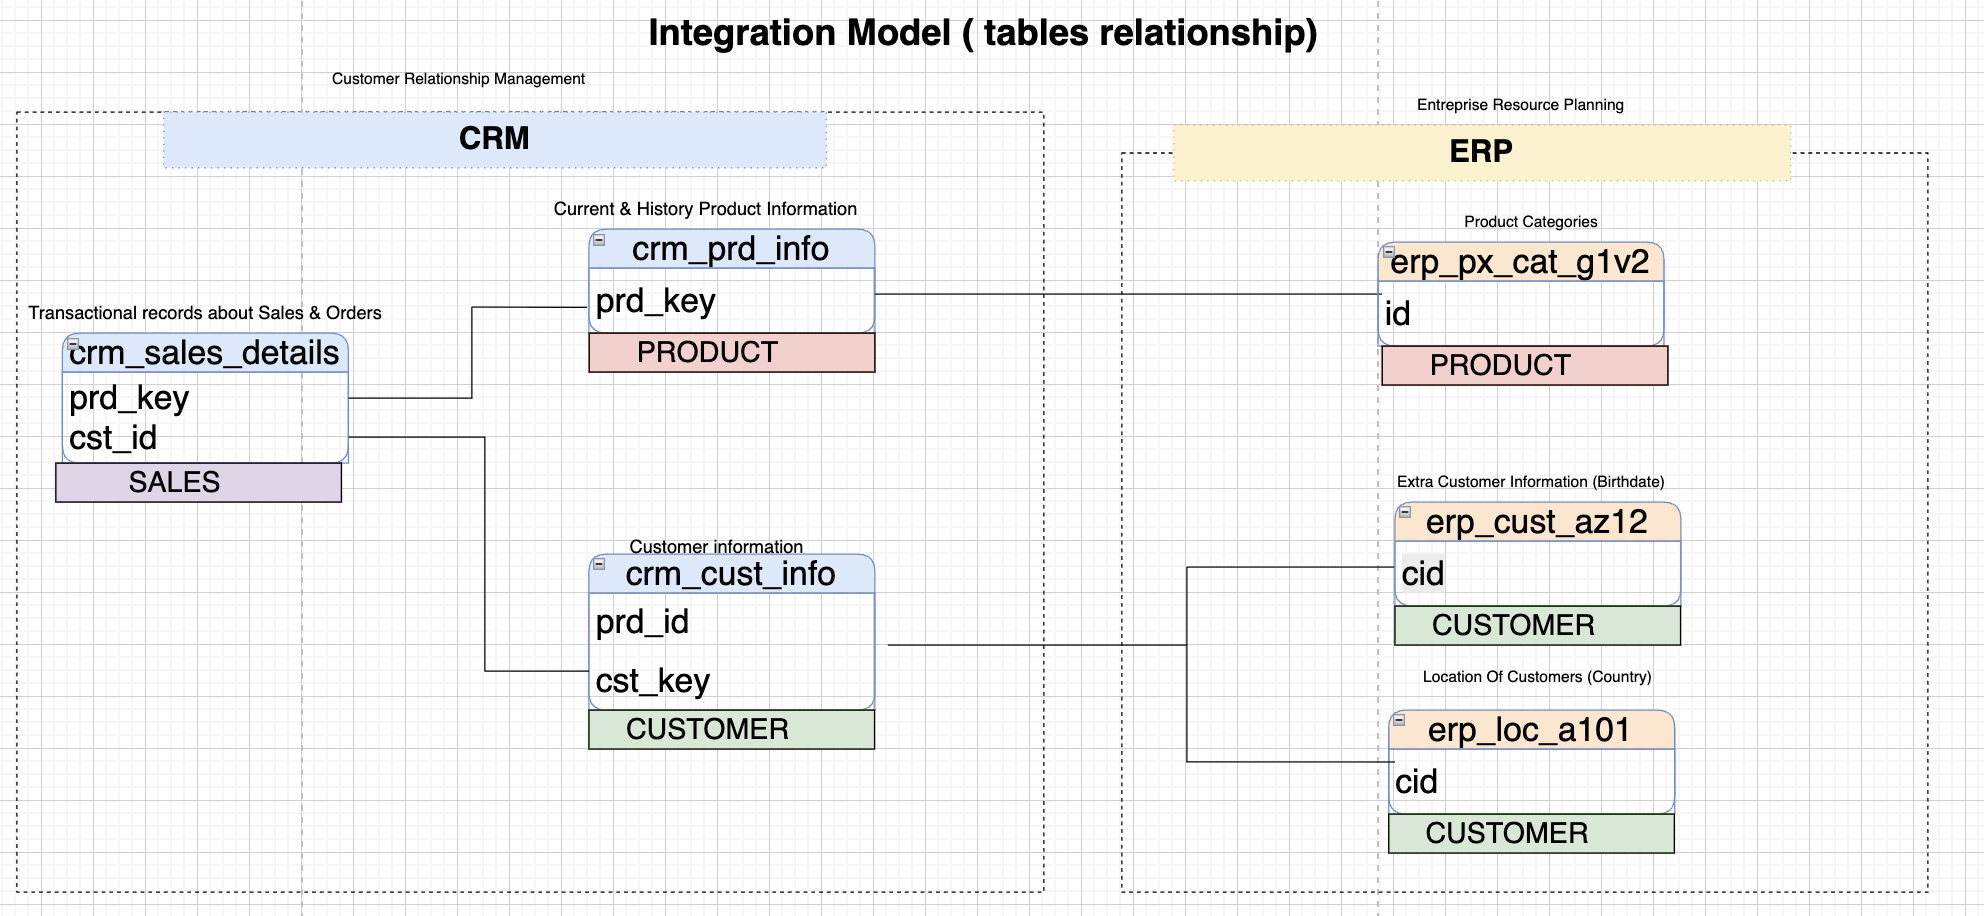 Integration Model ( tables relationship)
Customer Relationship Management
CRM
Current & History Product Information
crm_prd_info
prd_key
PRODUCT
Transactional records about Sales & Orders
crm_sales_details
prd_key
cst_id
SALES
Customer information
crm_cust_info
prd_id
cst_key
CUSTOMER
Entreprise Resource Planning
ERP
Product Categories
erp_px_cat_g1v2
id
PRODUCT
Extra Customer Information (Birthdate)
erp_cust_az12
cid
CUSTOMER
Location Of Customers (Country)
erp_loc_a101
cid
CUSTOMER